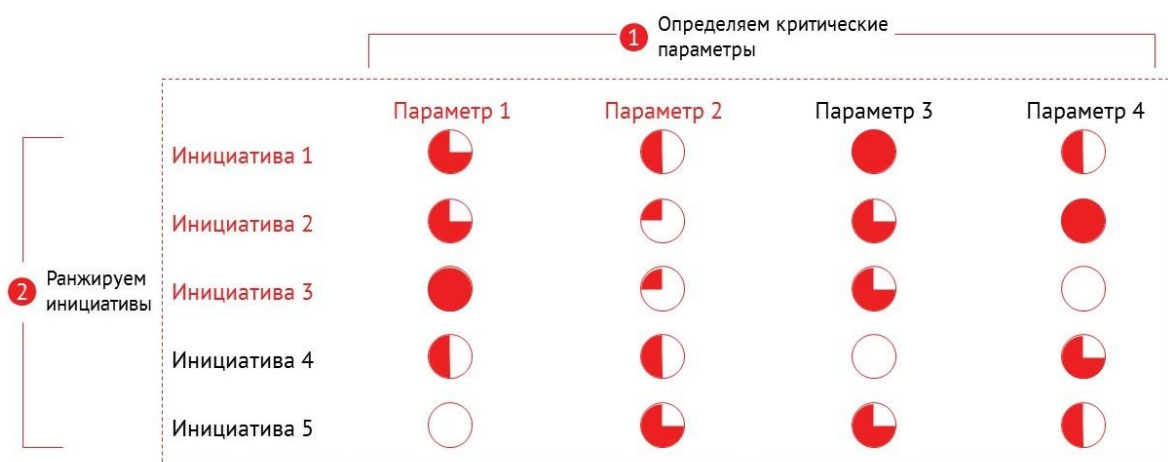 1 Определяем критические
параметры
Параметр 1 Параметр 2 Параметр 3 Параметр 4
Инициатива 1
Инициатива 2
2 Ранжируем
инициативы
Инициатива 3
Инициатива 4
Инициатива 5